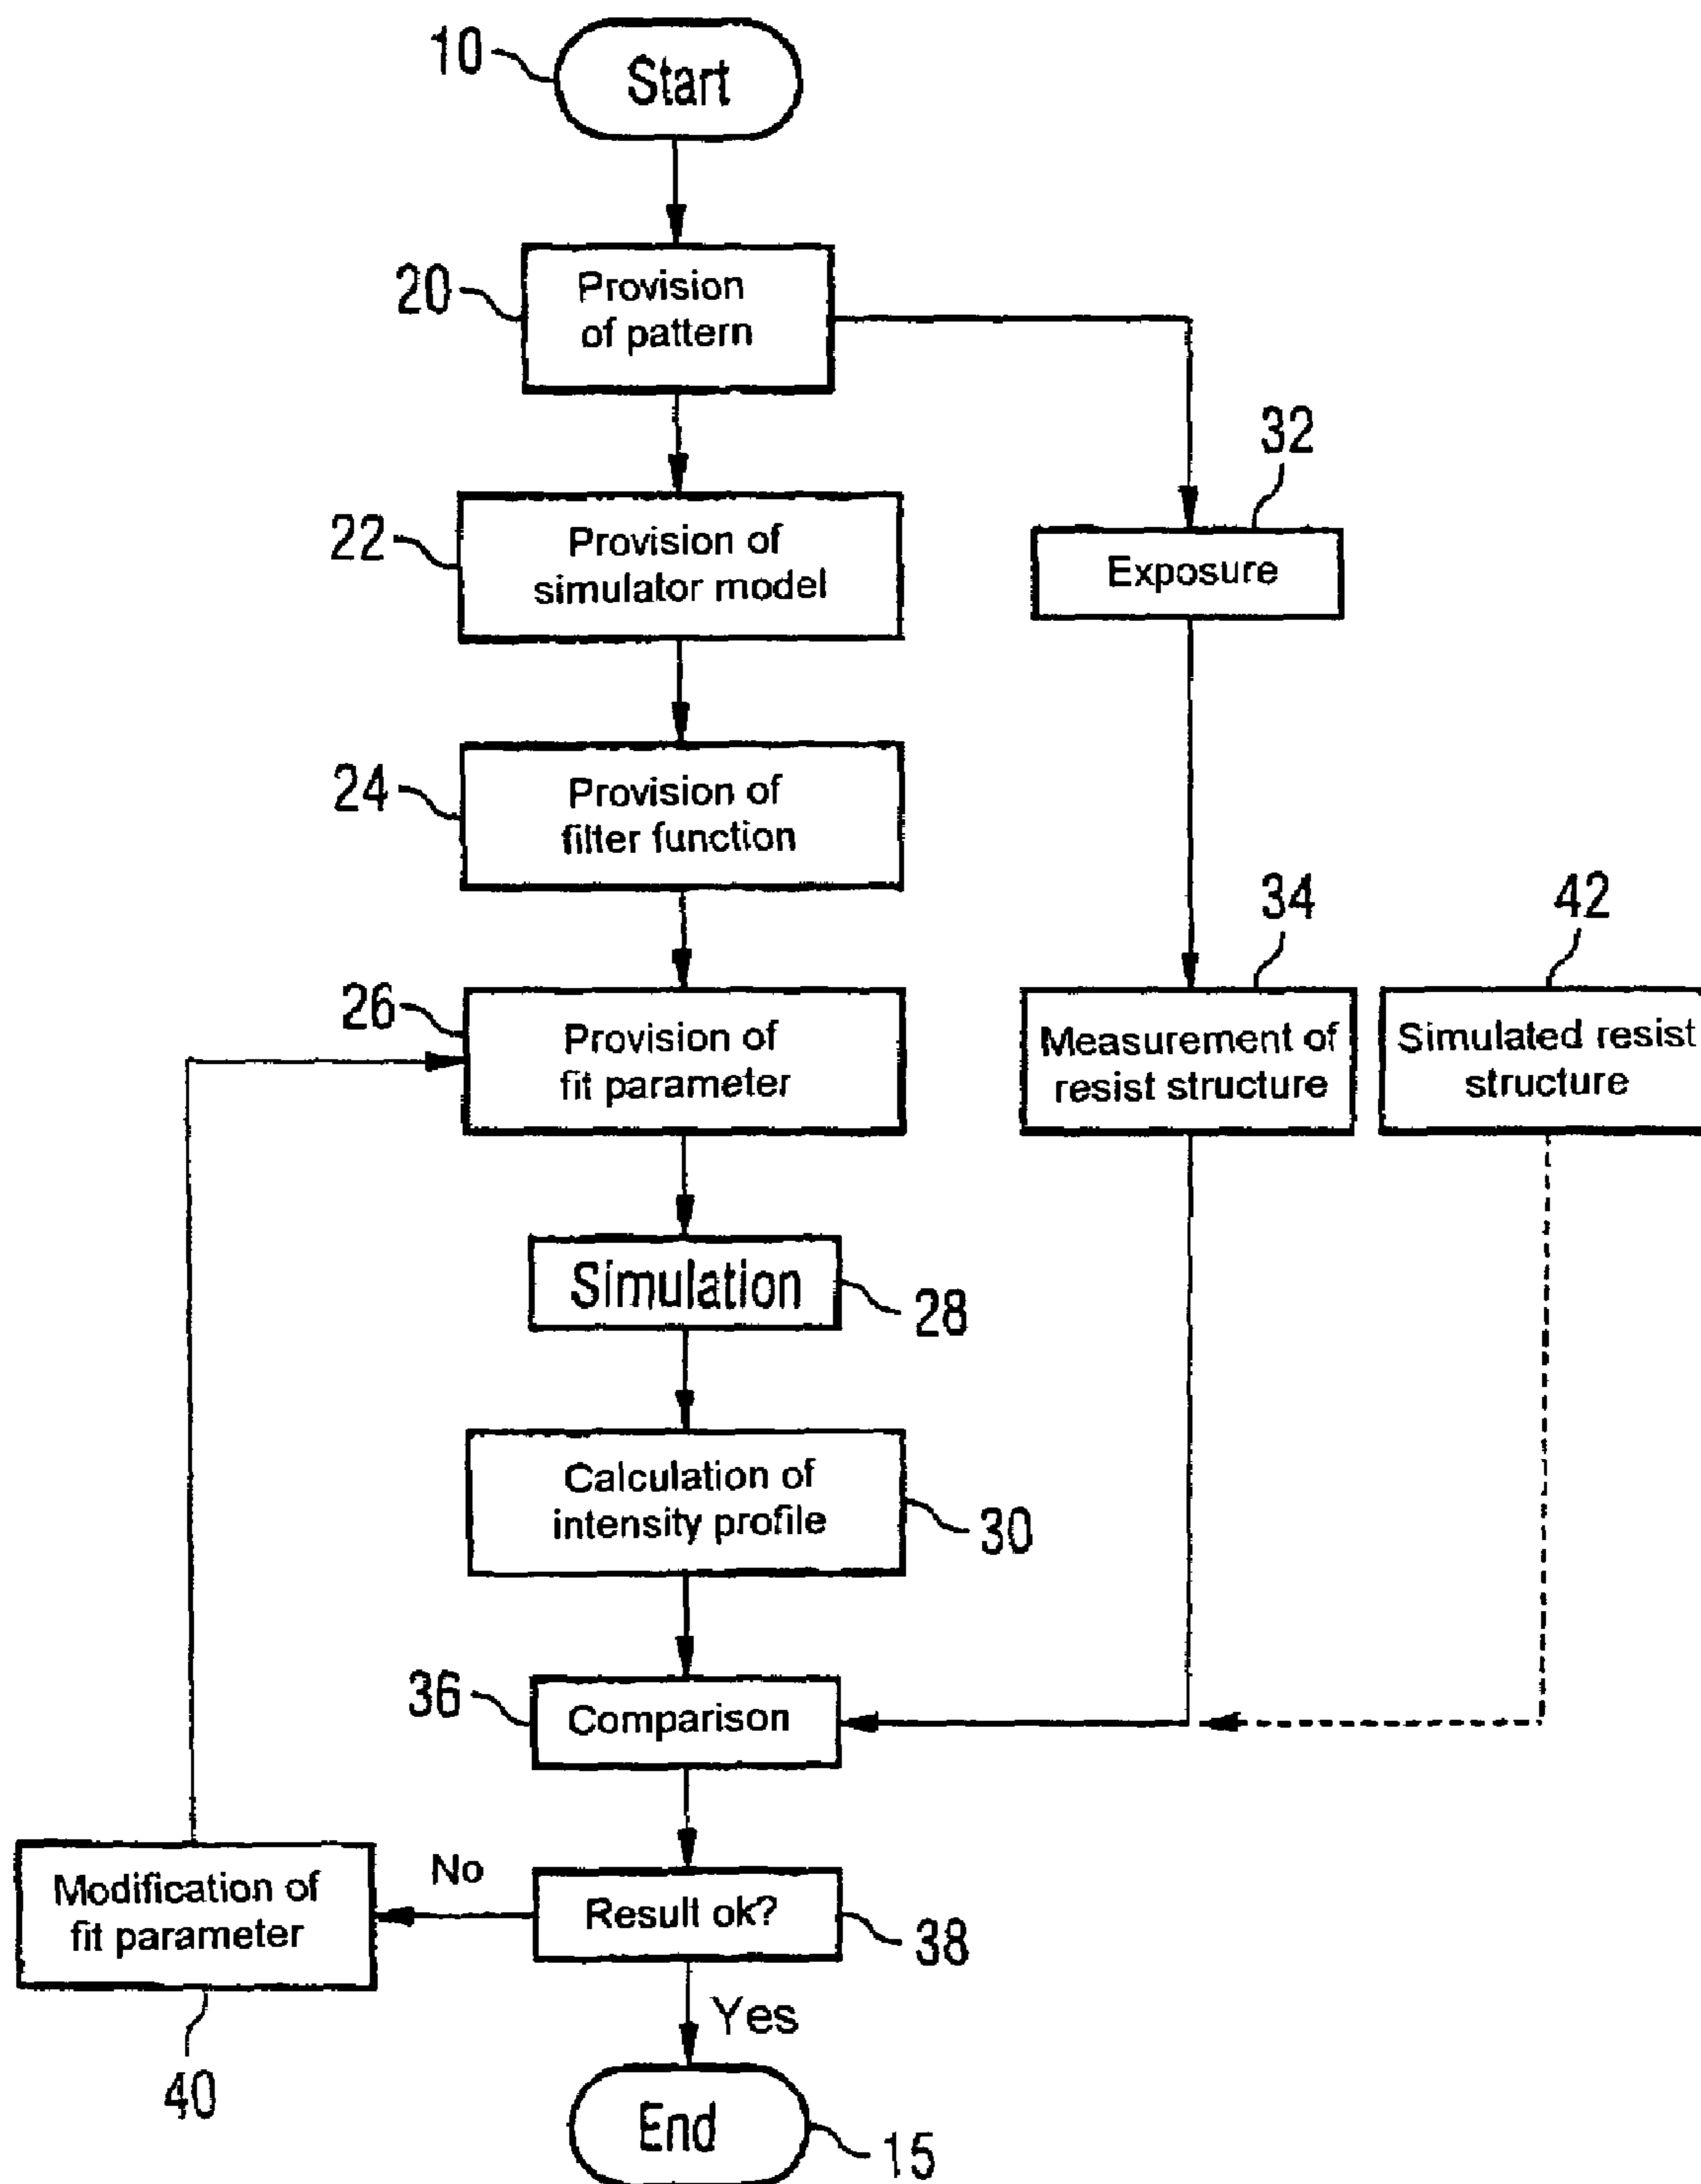 10
Start
20
Provision
of pattern
32
22
Provision of
simulator model
Exposure
24
Provision of
filter function
34
42
26
Provision of
fit parameter
Measurement of
resist structure
Simulated resist
structure
Simulation
28
Calculation of
intensity profile
30
36
Comparison
No
Modification of
fit parameter
Result ok?
38
Yes
40
End
15